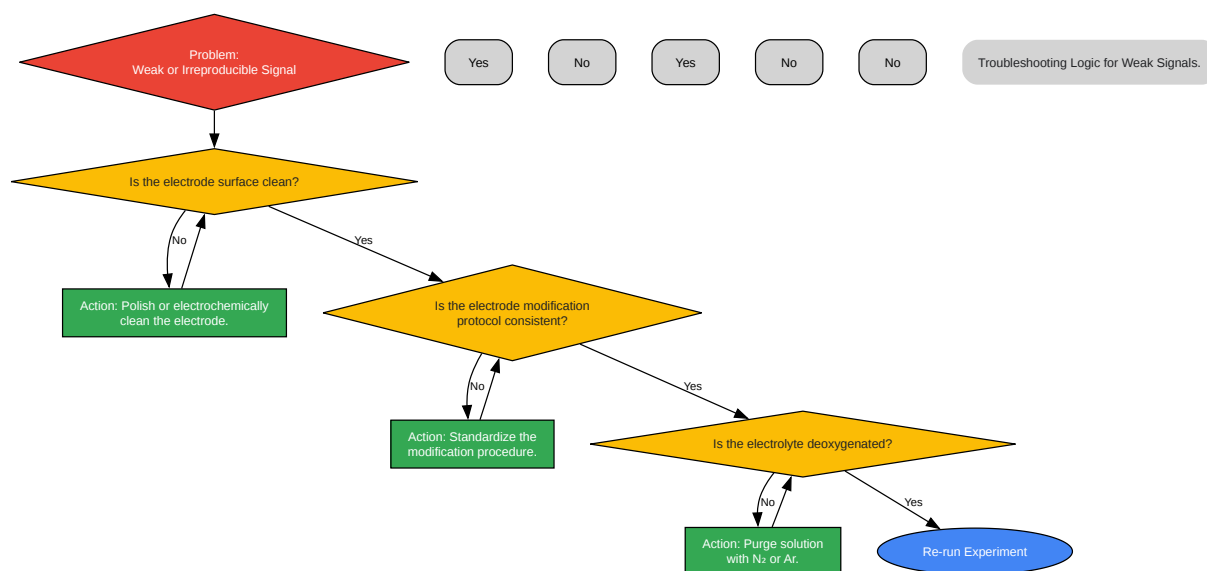 Problem:
Weak or Irreproducible Signal
Yes
No
Yes
No
No
Troubleshooting Logic for Weak Signals.
Is the electrode surface clean?
No
Yes
Action: Polish or electrochemically
clean the electrode.
Is the electrode modification
protocol consistent?
No
Yes
Action: Standardize the
modification procedure.
Is the electrolyte deoxygenated?
No
Yes
Action: Purge solution
with N₂ or Ar.
Re-run Experiment